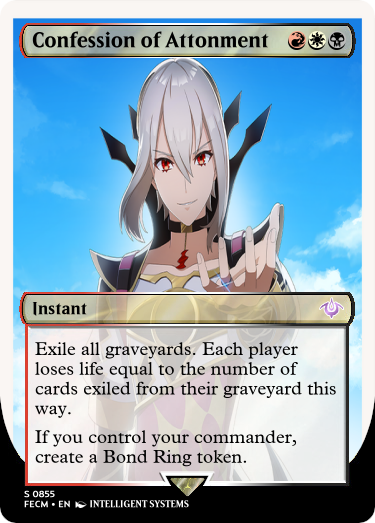 Confession of Attonment
Instant
Exile all graveyards. Each player
loses life equal to the number of
cards exiled from their graveyard this
way.
If you control your commander,
create a Bond Ring token.
S 0855
FECM • EN INTELLIGENT SYSTEMS